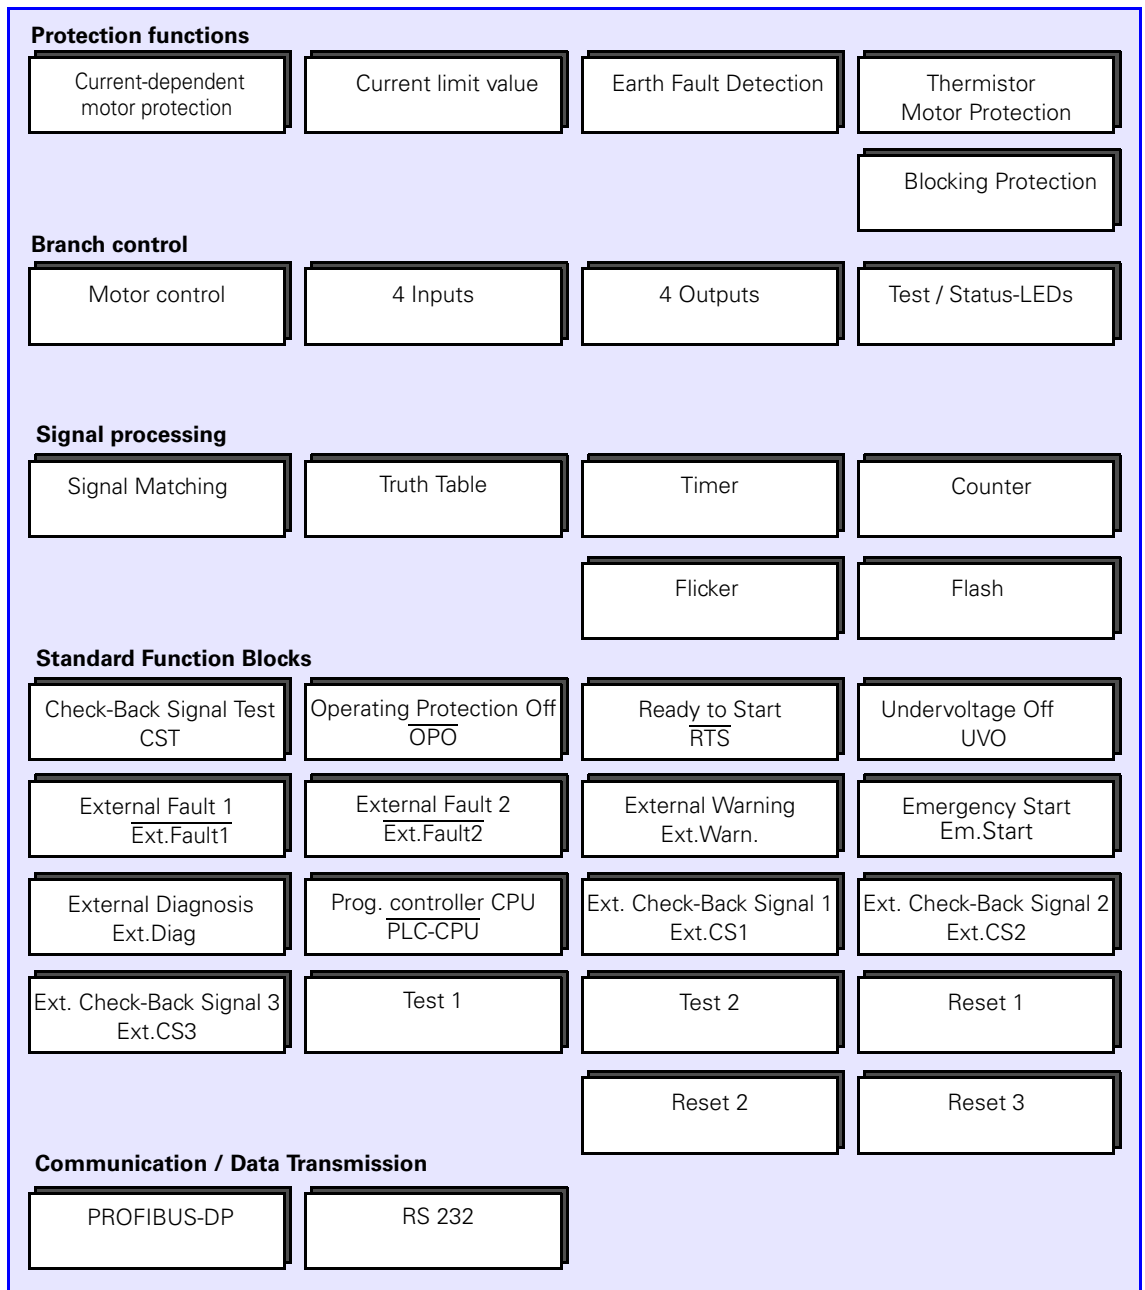 Protection functions
Current-dependent
motor protection
Current limit value
Earth Fault Detection
Thermistor
Motor Protection
Blocking Protection
Branch control
Motor control
4 Inputs
4 Outputs
Test / Status-LEDs
Signal processing
Signal Matching
Truth Table
Timer
Counter
Flicker
Flash
Standard Function Blocks
Check-Back Signal Test
CST
Operating Protection Off
OPO
Ready to Start
RTS
Undervoltage Off
UVO
External Fault 1
Ext.Fault1
External Fault 2
Ext.Fault2
External Warning
Ext.Warn.
Emergency Start
Em.Start
External Diagnosis
Ext.Diag
Prog. controller CPU
PLC-CPU
Ext. Check-Back Signal 1
Ext.CS1
Ext. Check-Back Signal 2
Ext.CS2
Ext. Check-Back Signal 3
Ext.CS3
Test 1
Test 2
Reset 1
Reset 2
Reset 3
Communication / Data Transmission
PROFIBUS-DP
RS 232